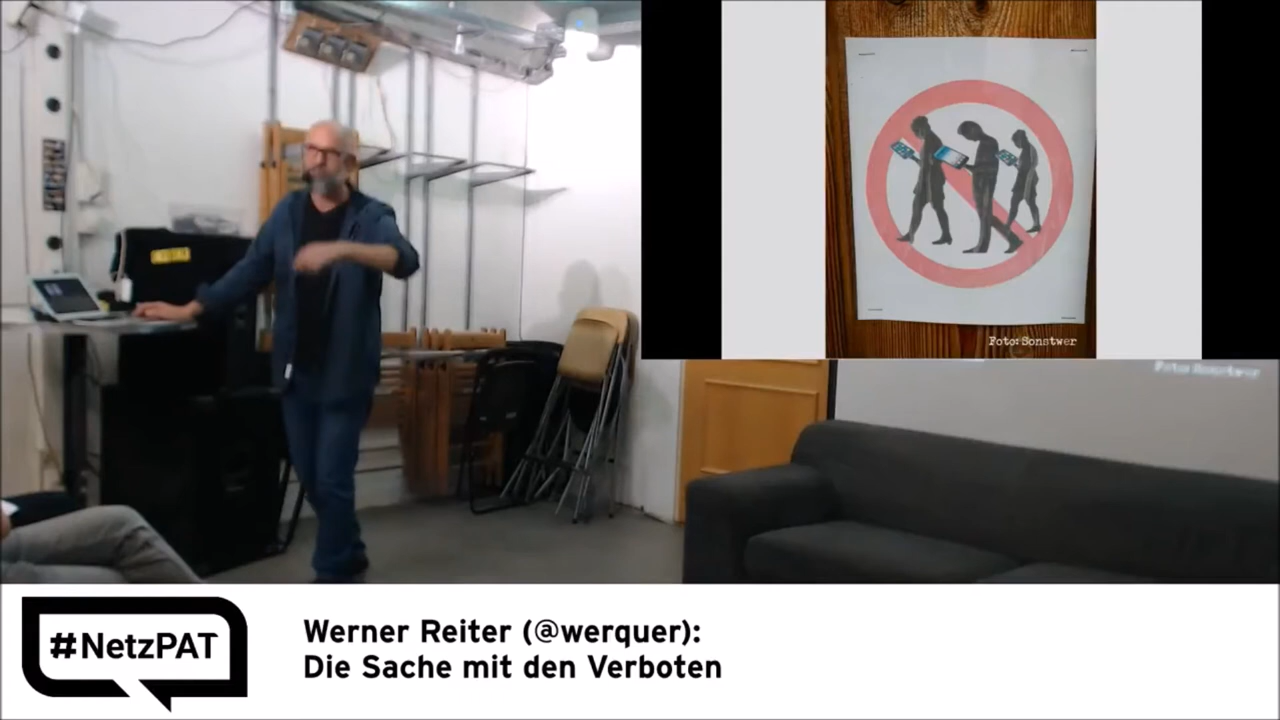 Foto: Sonstwer
#NetzPAT
Werner Reiter (@werquer):
Die Sache mit den Verboten